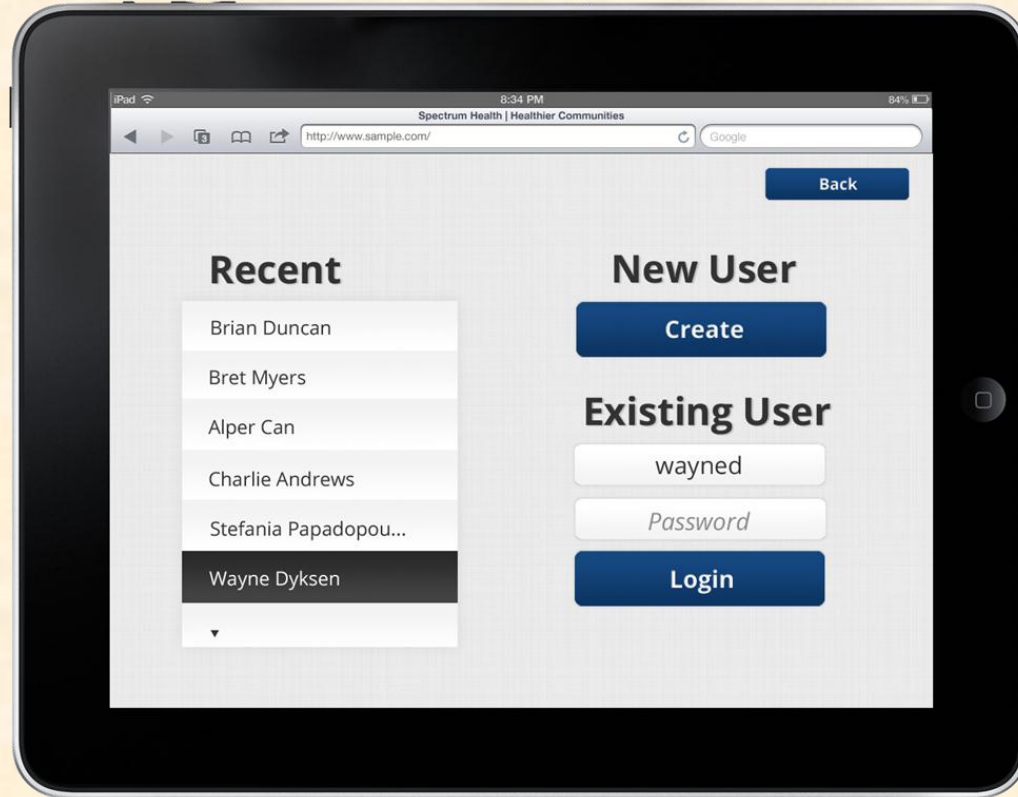 iPad
8:34 PM
84%
Spectrum Health | Healthier Communities
3
http://www.sample.com/
Google
Back
Recent
Brian Duncan
Bret Myers
Alper Can
Charlie Andrews
Stefania Papadopou...
Wayne Dyksen
New User
Create
Existing User
wayned
Password
Login